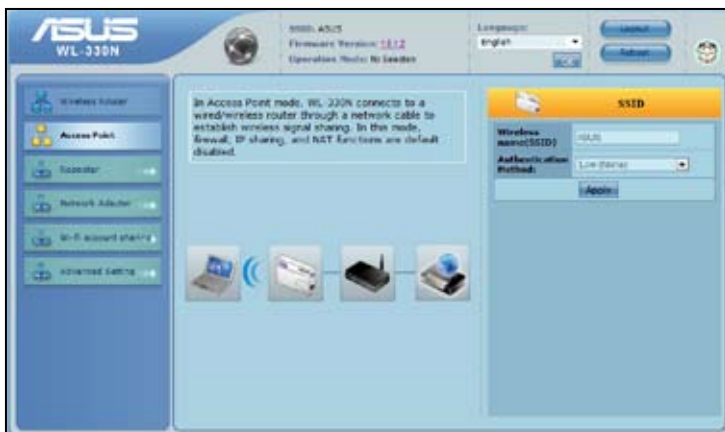 ASUS
WL-330N
SSID: ASUS
Firmware Version:
Operation Mode:
Language:
English
Logout
Reboot
Wireless Router
Access Point
Repeater
Network Adapter
Wi-Fi account sharing
Advanced Setting
In Access Point mode, WL-330N connects to a
wired/wireless router through a network cable to
establish wireless signal sharing. In this mode,
firewall, IP sharing, and NAT functions are default
disabled.
SSID
Wireless
name(SSID)
ASUS
Authentication
Method:
Apply